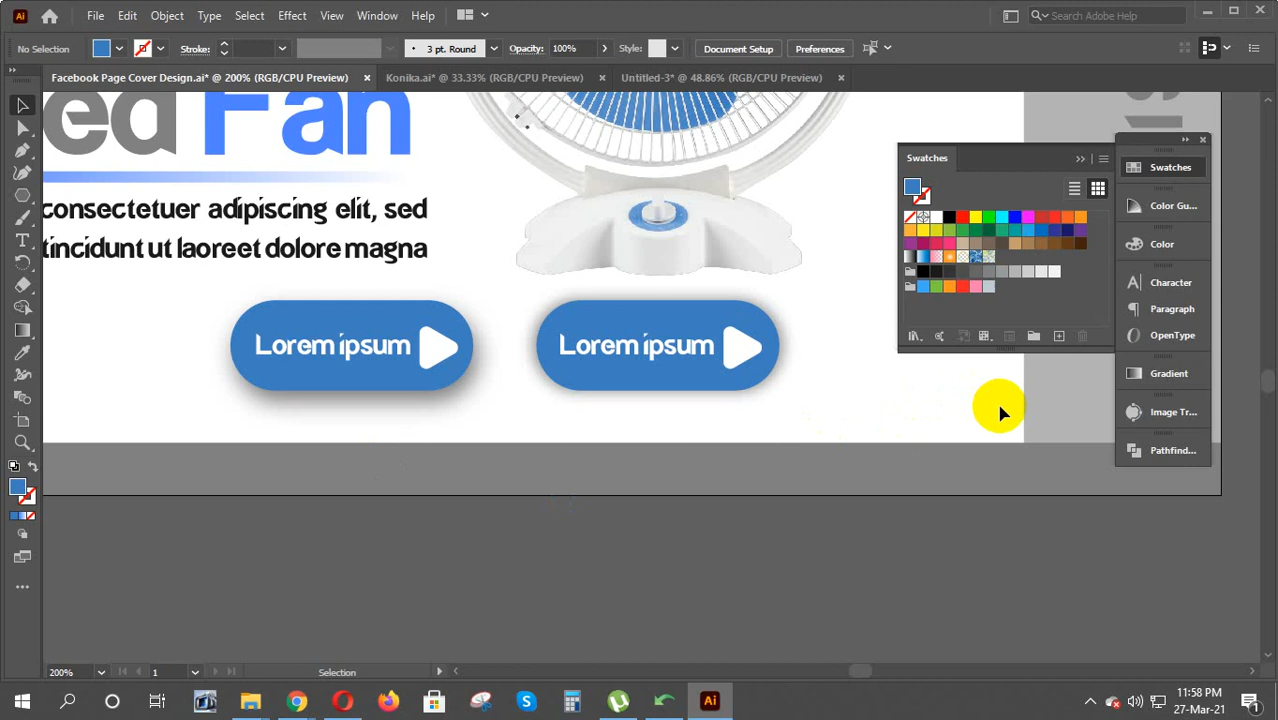 Ai File Edit Object Type Select Effect View Window Help Search Adobe Help
No Selection Stroke: 3 pt. Round Opacity: 100% Style: Document Setup Preferences
Facebook Page Cover Design.ai* @ 200% (RGB/CPU Preview) × Konika.ai* @ 33.33% (RGB/CPU Preview) × Untitled-3* @ 48.86% (RGB/CPU Preview) ×
ed Fan
consectetuer adipiscing elit, sed
tincidunt ut laoreet dolore magna
Lorem ipsum
Lorem ipsum
Swatches
Swatches
Color Gu...
Color
Character
Paragraph
OpenType
Gradient
Image Tr...
Pathfind...
200% 1 Selection
Ai 11:58 PM
27-Mar-21